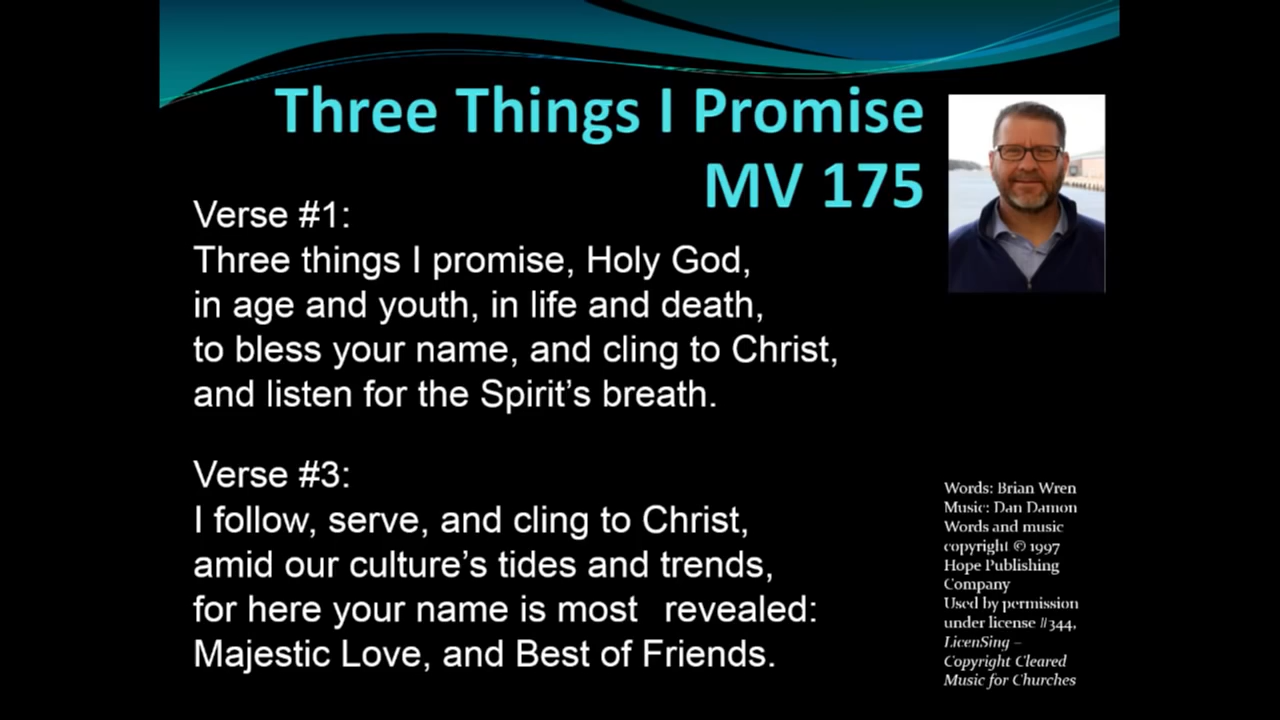 Three Things I Promise
MV 175
Verse #1:
Three things I promise, Holy God,
in age and youth, in life and death,
to bless your name, and cling to Christ,
and listen for the Spirit’s breath.
Verse #3:
I follow, serve, and cling to Christ,
amid our culture’s tides and trends,
for here your name is most revealed:
Majestic Love, and Best of Friends.
Words: Brian Wren
Music: Dan Damon
Words and music
copyright © 1997
Hope Publishing
Company
Used by permission
under license #344,
LicenSing –
Copyright Cleared
Music for Churches